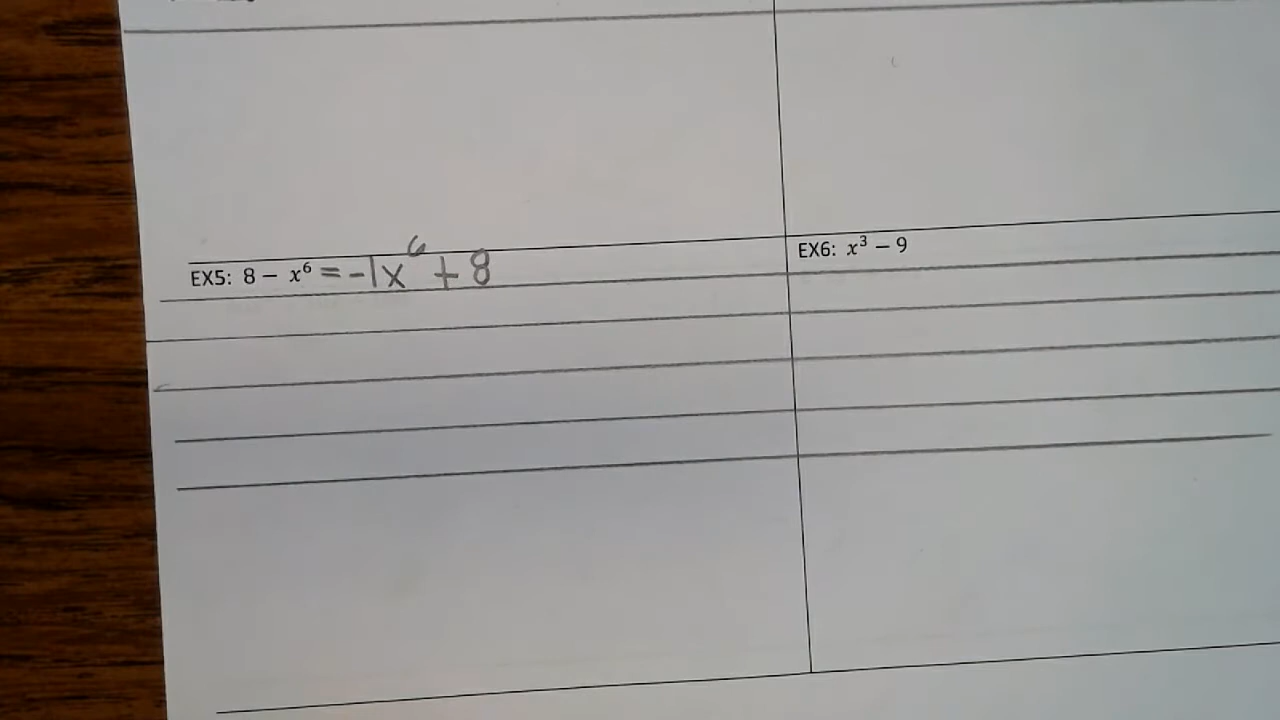 EX5: 8 − x⁶ = -1x⁶ + 8
EX6: x³ − 9